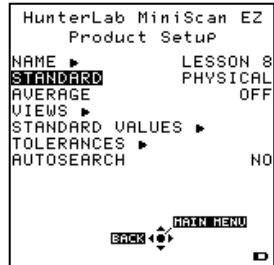 HunterLab MiniScan EZ
Product Setup
NAME ▶ LESSON 8
STANDARD PHYSICAL
AVERAGE OFF
VIEWS ▶
STANDARD VALUES ▶
TOLERANCES ▶
AUTOSEARCH NO
MAIN MENU
BACK